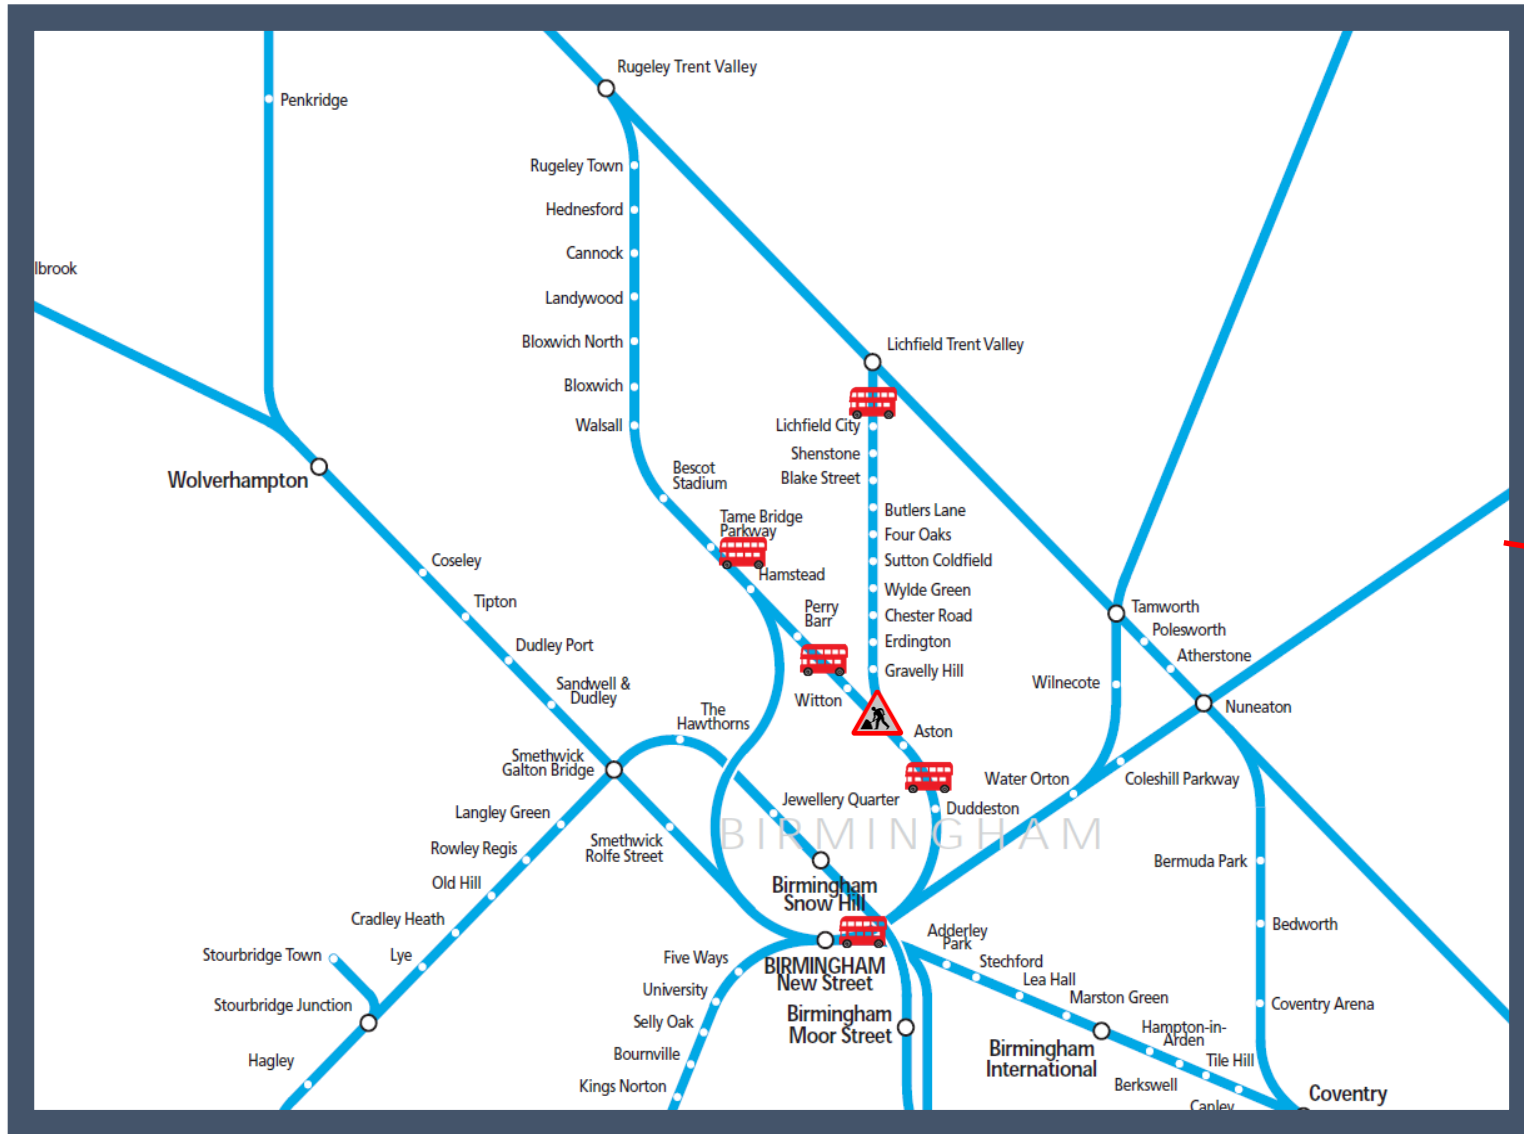 Rugeley Trent Valley
Penkridge
Rugeley Town
Hednesford
Cannock
lbrook
Landywood
Bloxwich North
Lichfield Trent Valley
Bloxwich
Walsall
Lichfield City
Shenstone
Bescot
Stadium
Blake Street
Wolverhampton
Butlers Lane
Tame Bridge
Parkway
Four Oaks
Coseley
Sutton Coldfield
Hamstead
Wylde Green
Tipton
Perry
Barr
Chester Road
Tamworth
Polesworth
Dudley Port
Erdington
Atherstone
Gravelly Hill
Wilnecote
Sandwell &
Dudley
Witton
The
Hawthorns
Nuneaton
Aston
Smethwick
Galton Bridge
Water Orton
Coleshill Parkway
Jewellery Quarter
Duddeston
Langley Green
BIRMINGHAM
Smethwick
Rolfe Street
Rowley Regis
Bermuda Park
Old Hill
Birmingham
Snow Hill
Cradley Heath
Bedworth
Adderley
Park
Stourbridge Town
Lye
Five Ways
BIRMINGHAM
New Street
Stechford
Lea Hall
University
Marston Green
Stourbridge Junction
Coventry Arena
Birmingham
Moor Street
Selly Oak
Hampton-in-
Arden
Birmingham
International
Tile Hill
Hagley
Bournville
Kings Norton
Berkswell
Coventry
Canley